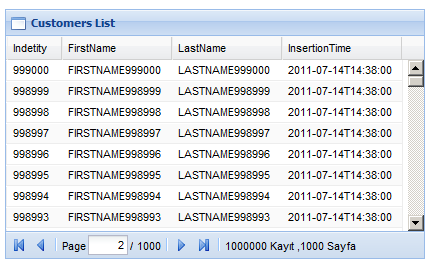 Customers List
Indetity FirstName LastName InsertionTime
999000 FIRSTNAME999000 LASTNAME999000 2011-07-14T14:38:00
998999 FIRSTNAME998999 LASTNAME998999 2011-07-14T14:38:00
998998 FIRSTNAME998998 LASTNAME998998 2011-07-14T14:38:00
998997 FIRSTNAME998997 LASTNAME998997 2011-07-14T14:38:00
998996 FIRSTNAME998996 LASTNAME998996 2011-07-14T14:38:00
998995 FIRSTNAME998995 LASTNAME998995 2011-07-14T14:38:00
998994 FIRSTNAME998994 LASTNAME998994 2011-07-14T14:38:00
998993 FIRSTNAME998993 LASTNAME998993 2011-07-14T14:38:00
Page 2 / 1000 1000000 Kayıt ,1000 Sayfa